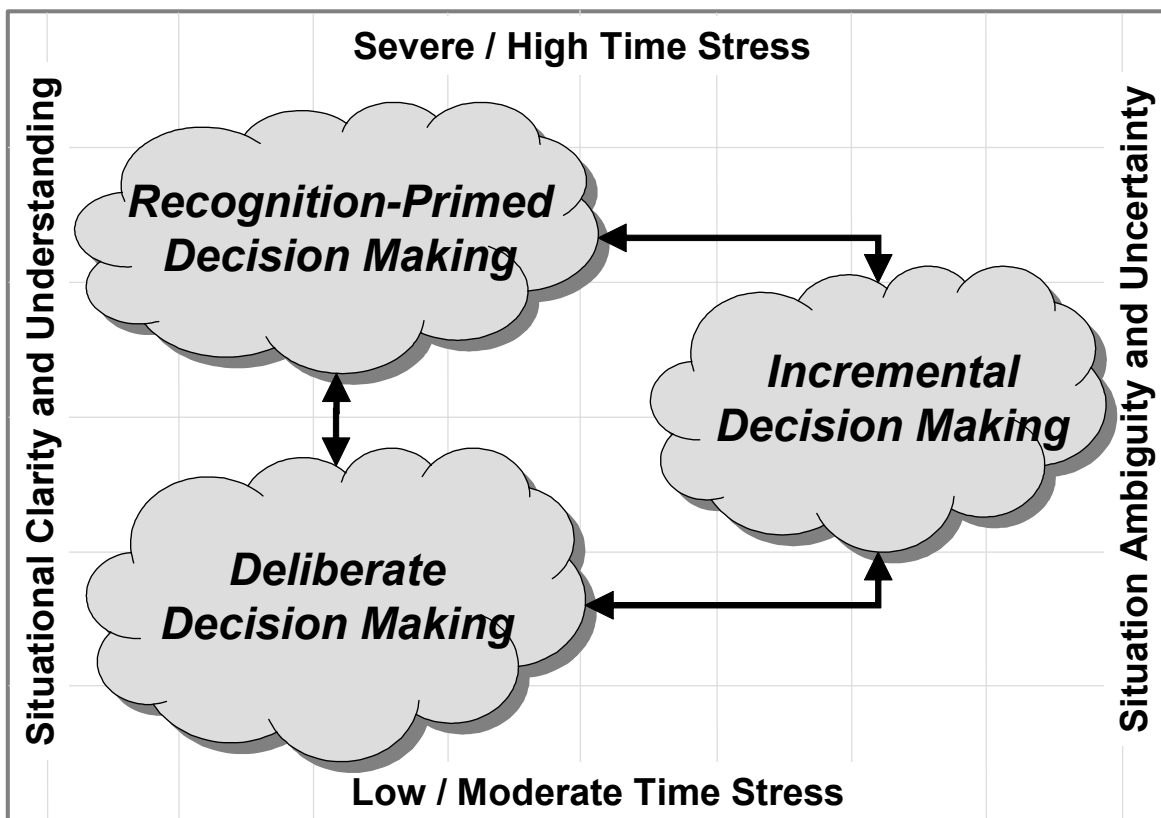 Severe / High Time Stress
Situational Clarity and Understanding
Recognition-Primed
Decision Making
Incremental
Decision Making
Situation Ambiguity and Uncertainty
Deliberate
Decision Making
Low / Moderate Time Stress